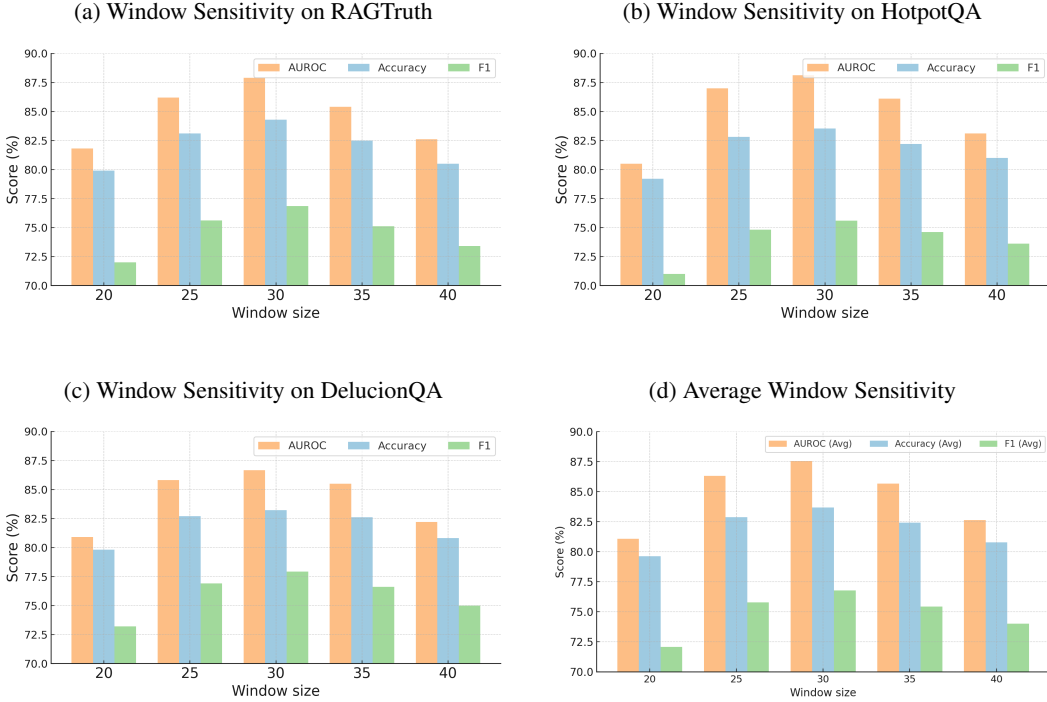 (a) Window Sensitivity on RAGTruth
90.0
87.5
85.0
82.5
80.0
77.5
75.0
72.5
70.0
Score (%)
AUROC Accuracy F1
20 25 30 35 40
Window size
(b) Window Sensitivity on HotpotQA
90.0
87.5
85.0
82.5
80.0
77.5
75.0
72.5
70.0
Score (%)
AUROC Accuracy F1
20 25 30 35 40
Window size
(c) Window Sensitivity on DelucionQA
90.0
87.5
85.0
82.5
80.0
77.5
75.0
72.5
70.0
Score (%)
AUROC Accuracy F1
20 25 30 35 40
Window size
(d) Average Window Sensitivity
90.0
87.5
85.0
82.5
80.0
77.5
75.0
72.5
70.0
Score (%)
AUROC (Avg) Accuracy (Avg) F1 (Avg)
20 25 30 35 40
Window size